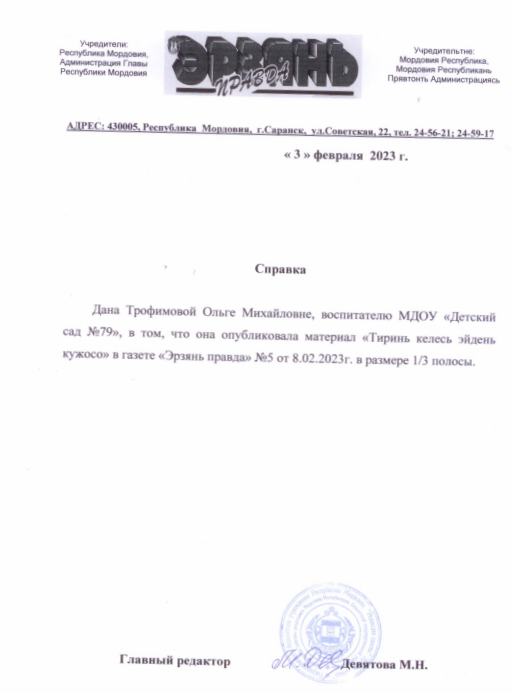 Учредители:
Республика Мордовия,
Администрация Главы
Республики Мордовия
ЭРЗЯНЬ
ПРАВДА
Учредительтне:
Мордовия Республика,
Мордовия Республикань
Прявтонть Администрациясь
АДРЕС: 430005, Республика Мордовия, г.Саранск, ул.Советская, 22, тел. 24-56-21; 24-59-17
« 3 » февраля 2023 г.
Справка
Дана Трофимовой Ольге Михайловне, воспитателю МДОУ «Детский
сад №79», в том, что она опубликовала материал «Тиринь келесь эйдень
кужосо» в газете «Эрзянь правда» №5 от 8.02.2023г. в размере 1/3 полосы.
Главный редактор
Девятова М.Н.